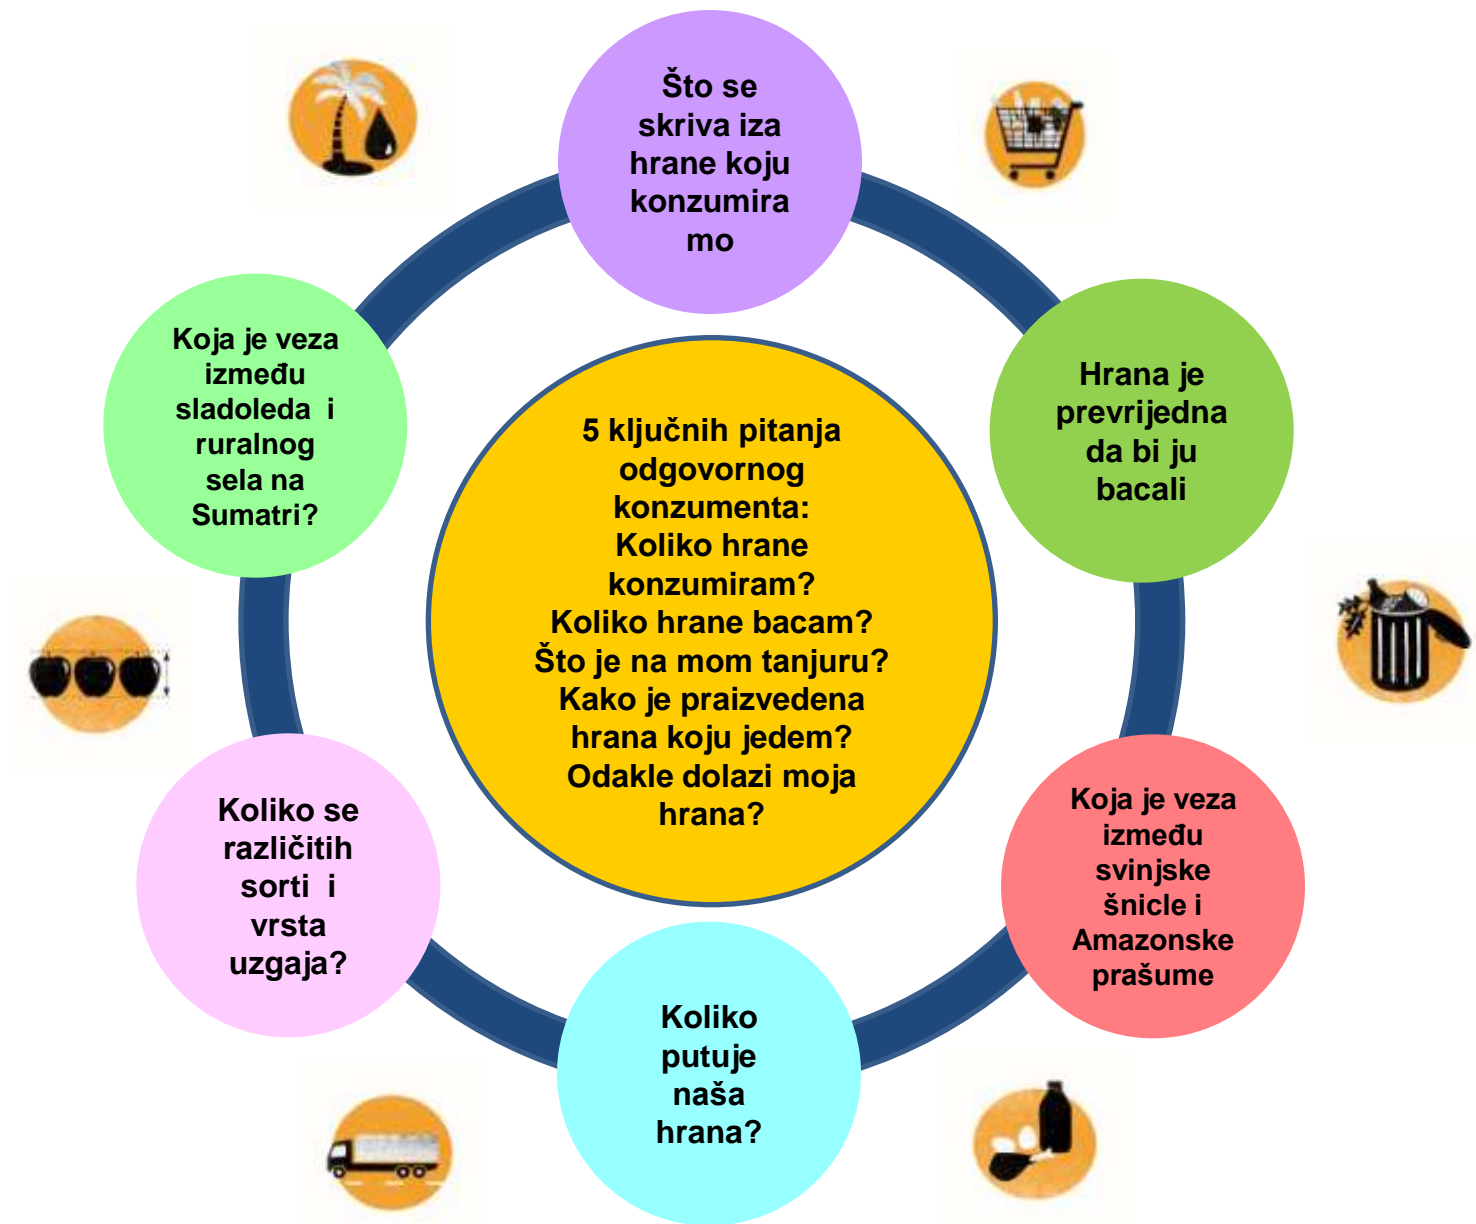 Što se
skriva iza
hrane koju
konzumira
mo
Hrana je
prevrijedna
da bi ju
bacali
Koja je veza
između
svinjske
šnicle i
Amazonske
prašume
Koliko
putuje
naša
hrana?
Koliko se
različitih
sorti i
vrsta
uzgaja?
Koja je veza
između
sladoleda i
ruralnog
sela na
Sumatri?
5 ključnih pitanja
odgovornog
konzumenta:
Koliko hrane
konzumiram?
Koliko hrane bacam?
Što je na mom tanjuru?
Kako je praizvedena
hrana koju jedem?
Odakle dolazi moja
hrana?